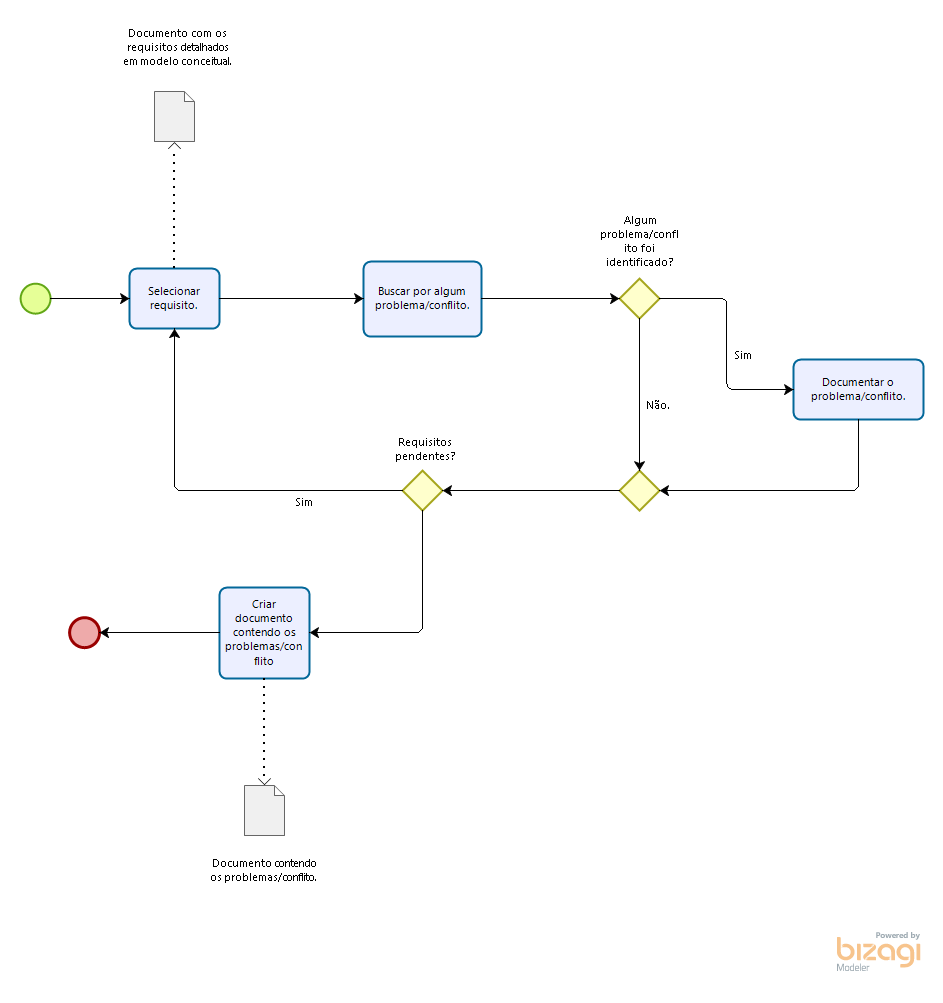 Documento com os
requisitos detalhados
em modelo conceitual.
Algum
problema/confl
ito foi
identificado?
Selecionar
requisito.
Buscar por algum
problema/conflito.
Sim
Documentar o
problema/conflito.
Não.
Requisitos
pendentes?
Sim
Criar
documento
contendo os
problemas/con
flito
Documento contendo
os problemas/conflito.
Powered by
bizagi
Modeler